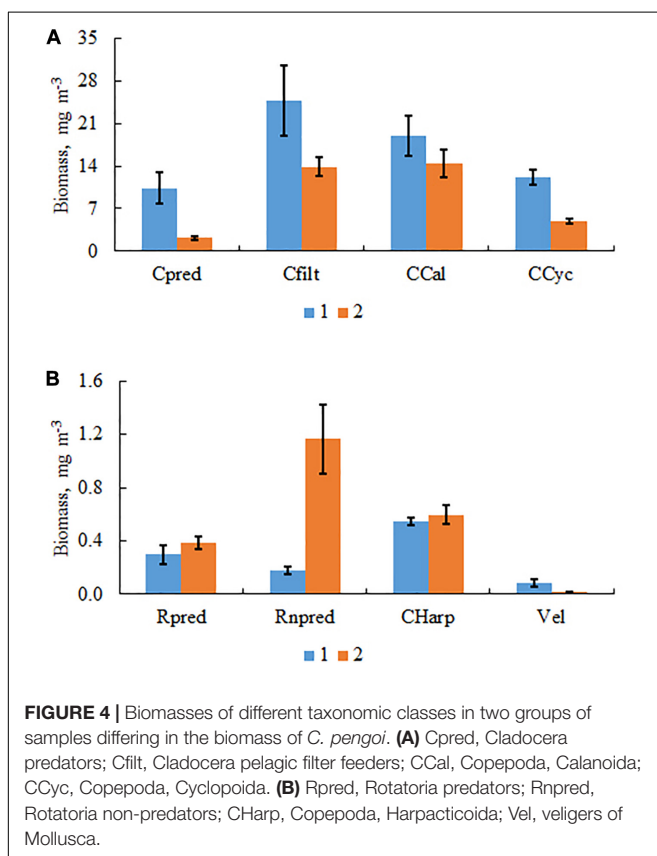 A
Biomass, mg m-3
35
28
21
14
7
0
Cpred Cfilt CCal CCyc
1 2
B
Biomass, mg m-3
1.6
1.2
0.8
0.4
0.0
Rpred Rnpred CHarp Vel
1 2
FIGURE 4 | Biomasses of different taxonomic classes in two groups of
samples differing in the biomass of C. pengoi. (A) Cpred, Cladocera
predators; Cfilt, Cladocera pelagic filter feeders; CCal, Copepoda, Calanoida;
CCyc, Copepoda, Cyclopoida. (B) Rpred, Rotatoria predators; Rnpred,
Rotatoria non-predators; CHarp, Copepoda, Harpacticoida; Vel, veligers of
Mollusca.